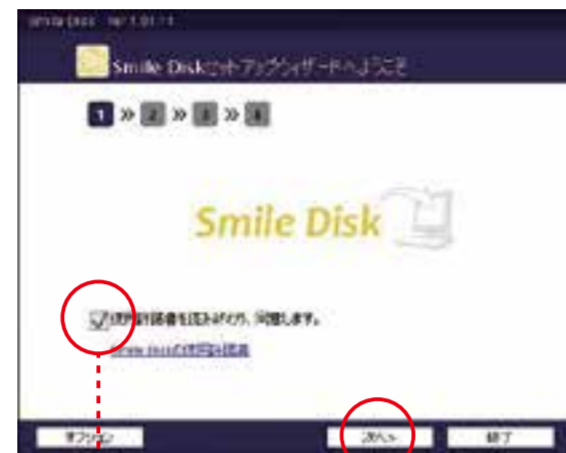 Smile Diskセットアップウィザードへようこそ
1 » 2 » 3 » 4
Smile Disk
使用許諾書を読み終わり、同意します。
Smile Diskの使用許諾書
オプション
次へ>
終了